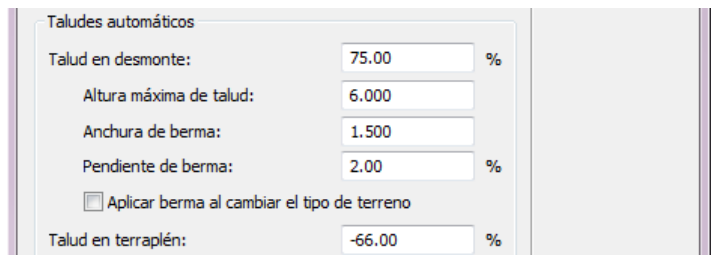 Taludes automáticos
Talud en desmonte: 75.00 %
Altura máxima de talud: 6.000
Anchura de berma: 1.500
Pendiente de berma: 2.00 %
Aplicar berma al cambiar el tipo de terreno
Talud en terraplén: -66.00 %